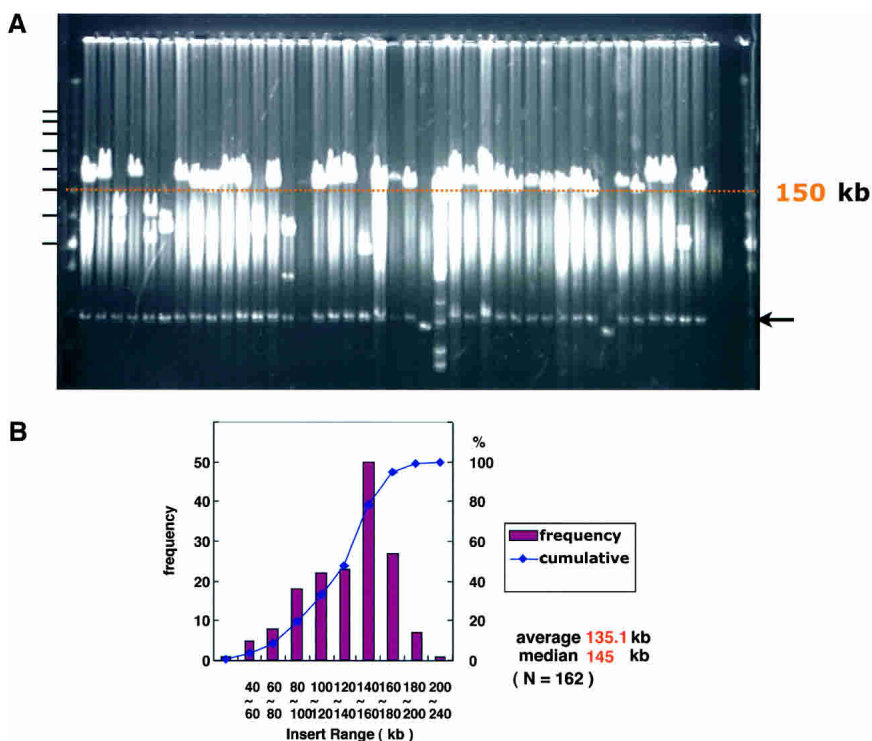 A
150 kb
B
%
50 100
40 80
30 60
20 40
10 20
0 0
frequency
frequency
cumulative
average 135.1 kb
median 145 kb
( N = 162 )
40 60 80 100 120 140 160 180 200
~ ~ ~ ~ ~ ~ ~ ~ ~
60 80 100 120 140 160 180 200 240
Insert Range ( kb )